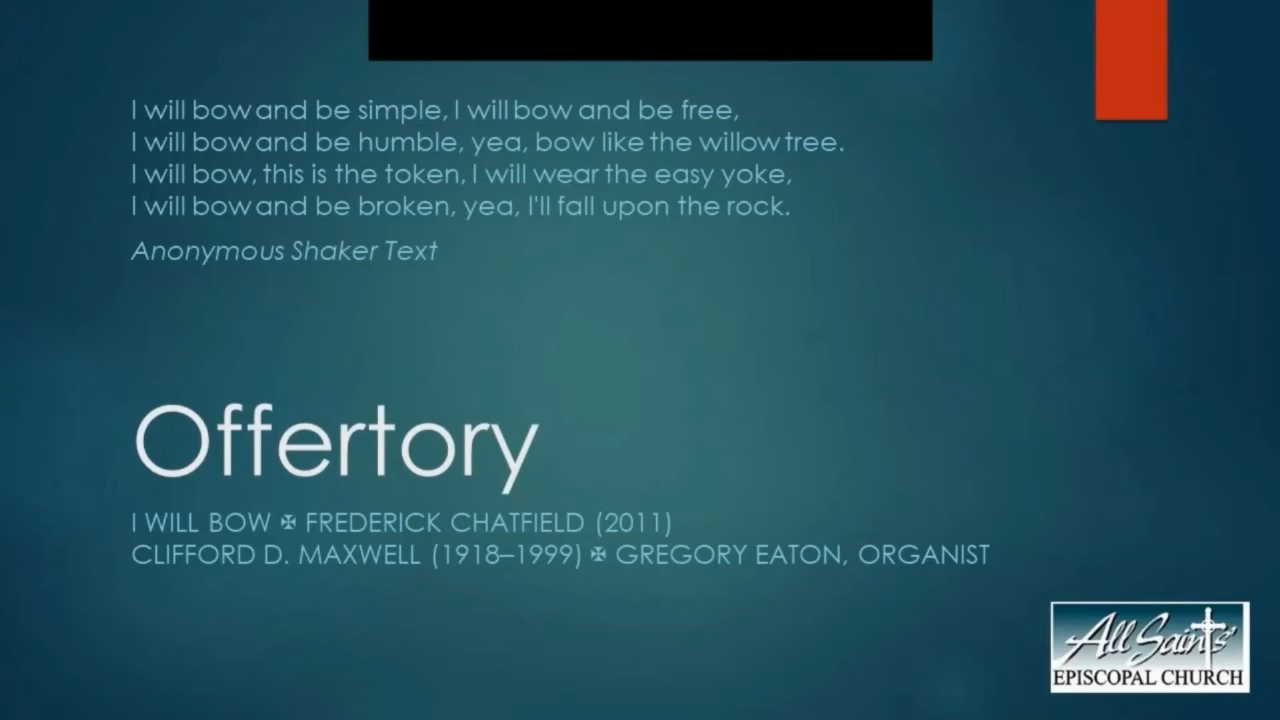 I will bow and be simple, I will bow and be free,
I will bow and be humble, yea, bow like the willow tree.
I will bow, this is the token, I will wear the easy yoke,
I will bow and be broken, yea, I'll fall upon the rock.
Anonymous Shaker Text
Offertory
I WILL BOW ✠ FREDERICK CHATFIELD (2011)
CLIFFORD D. MAXWELL (1918–1999) ✠ GREGORY EATON, ORGANIST
All Saints'
EPISCOPAL CHURCH